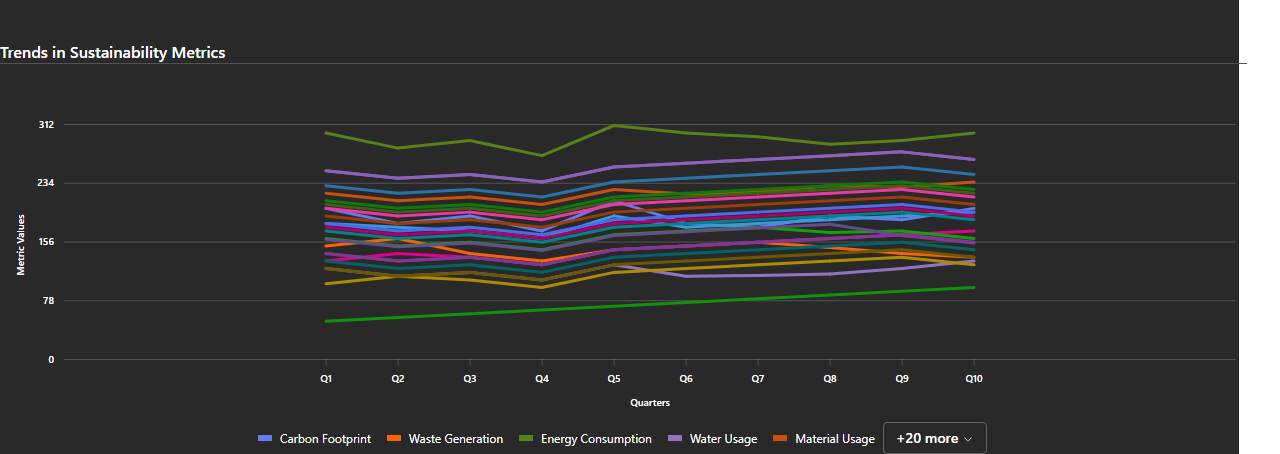 Trends in Sustainability Metrics
312
234
156
78
0
Metric Values
Q1 Q2 Q3 Q4 Q5 Q6 Q7 Q8 Q9 Q10
Quarters
Carbon Footprint Waste Generation Energy Consumption Water Usage Material Usage +20 more